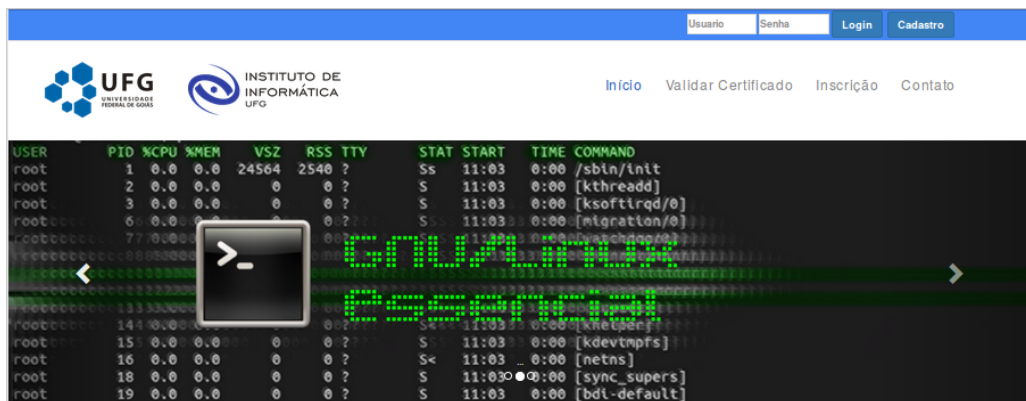 Usuario Senha Login Cadastro
UFG
UNIVERSIDADE
FEDERAL DE GOIÁS
INSTITUTO DE
INFORMÁTICA
UFG
Início Validar Certificado Inscrição Contato
USER PID %CPU %MEM VSZ RSS TTY STAT START TIME COMMAND
root 1 0.0 0.0 24564 2540 ? Ss 11:03 0:00 /sbin/init
root 2 0.0 0.0 0 0 ? S 11:03 0:00 [kthreadd]
root 3 0.0 0.0 0 0 ? S 11:03 0:00 [ksoftirqd/0]
root 6 0.0 0.0 0 0 ? S 11:03 0:00 [migration/0]
>_
GNU/Linux
essencial
root 14 11:03 0:00 [khelper]
root 15 0.0 0.0 0 0 ? S 11:03 0:00 [kdevtmpfs]
root 16 0.0 0.0 0 0 ? S< 11:03 0:00 [netns]
root 18 0.0 0.0 0 0 ? S 11:03 0:00 [sync_supers]
root 19 0.0 0.0 0 0 ? S 11:03 0:00 [bdi-default]